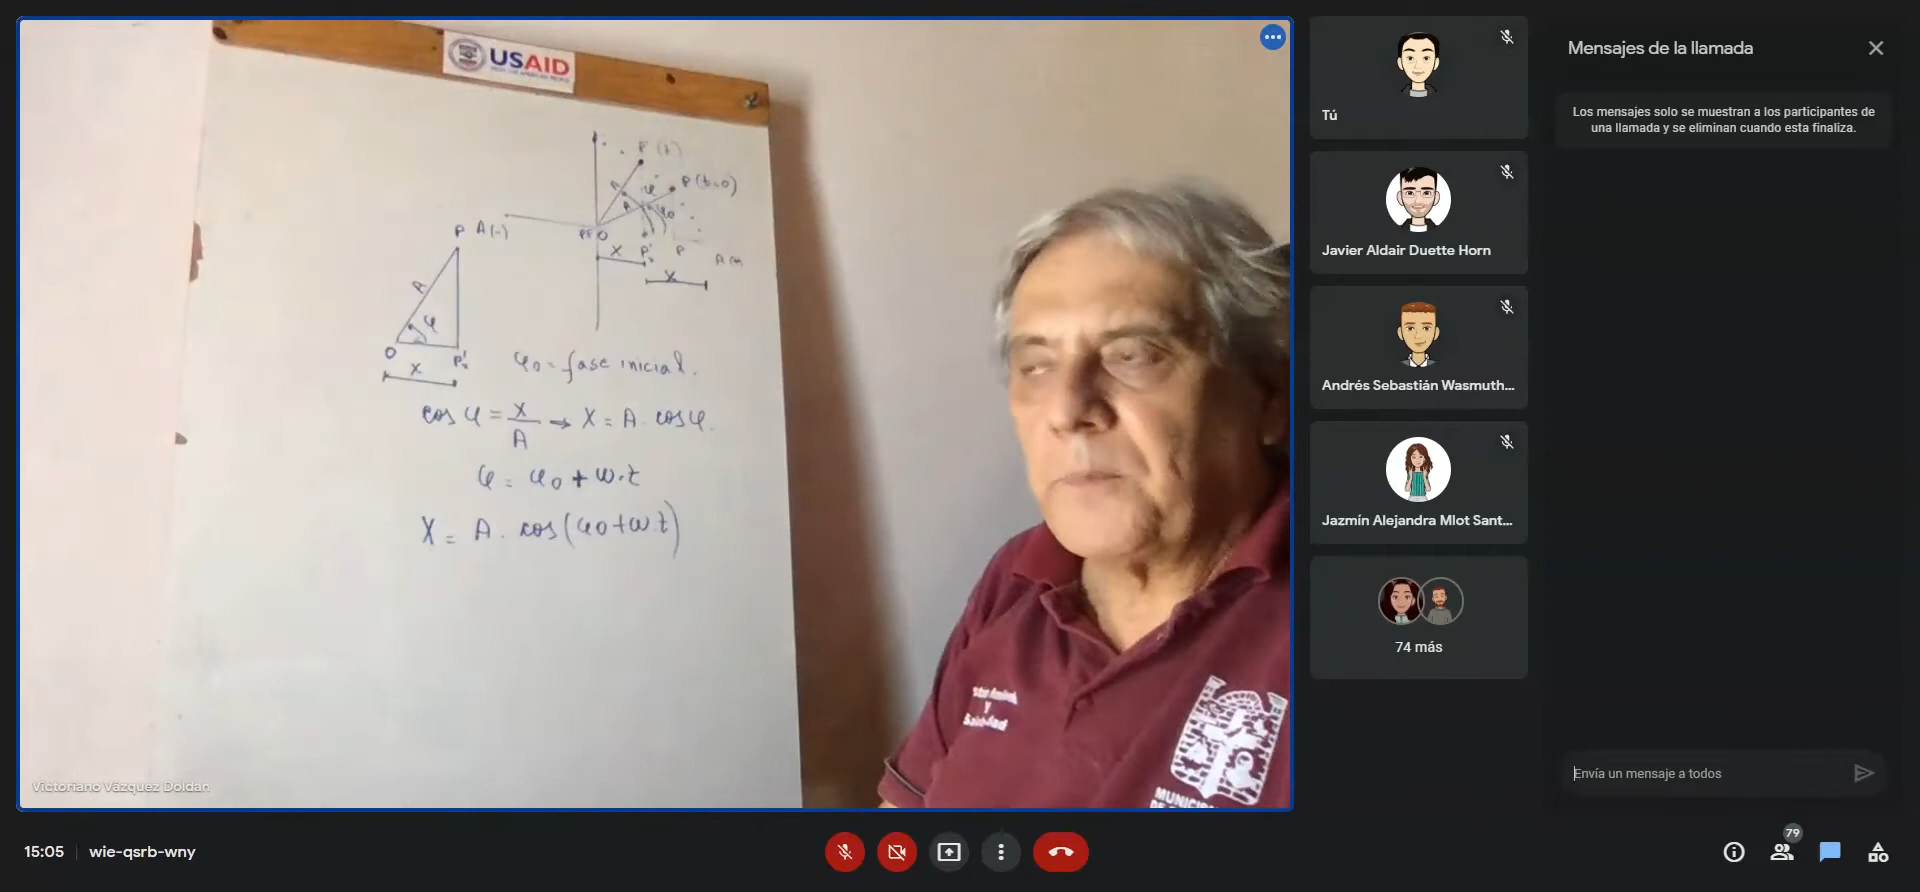 USAID
P (t)
P (t=0)
A
φ
A
φ0
P A(-)
PE O
X P'x P
X
A
φ
O P'x
X
φ0 = fase inicial.
cos φ = X/A → X = A . cos φ.
φ = φ0 + w.t
X = A . cos(φ0+w.t)
y
MUNICIP
DE
Victoriano Vázquez Doldan
Tú
Javier Aldair Duette Horn
Andrés Sebastián Wasmuth...
Jazmín Alejandra Mlot Sant...
74 más
Mensajes de la llamada
Los mensajes solo se muestran a los participantes de
una llamada y se eliminan cuando esta finaliza.
Envía un mensaje a todos
15:05 | wie-qsrb-wny
79